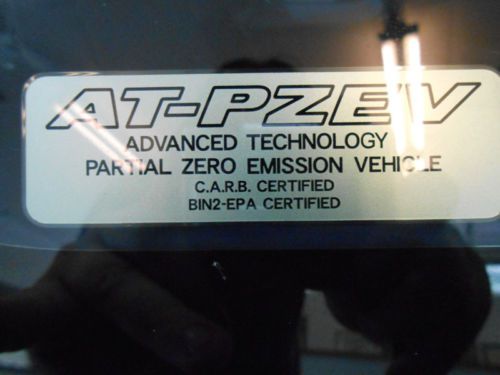 AT-PZEV
ADVANCED TECHNOLOGY
PARTIAL ZERO EMISSION VEHICLE
C.A.R.B. CERTIFIED
BIN2-EPA CERTIFIED